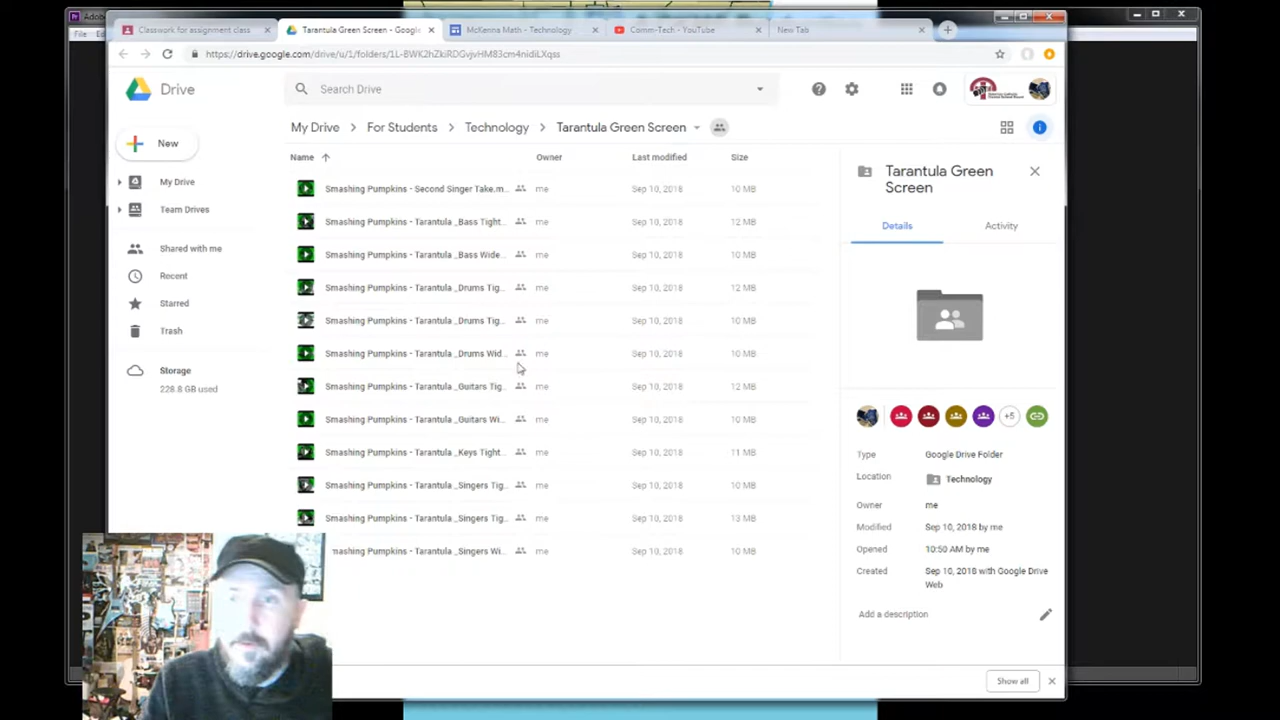 Adob
Classwork for assignment class
Tarantula Green Screen - Googl
McKenna Math - Technology
Comm-Tech - YouTube
New Tab
File
https://drive.google.com/drive/u/1/folders/1L-BWK2hZkiRDGvjvHM83cm4nidiLXqss
Drive
Search Drive
My Drive > For Students > Technology > Tarantula Green Screen
New
Name
Owner
Last modified
Size
Tarantula Green
Screen
My Drive
Smashing Pumpkins - Second Singer Take.m... me Sep 10, 2018 10 MB
Team Drives
Smashing Pumpkins - Tarantula _Bass Tight... me Sep 10, 2018 12 MB
Details
Activity
Shared with me
Smashing Pumpkins - Tarantula _Bass Wide... me Sep 10, 2018 10 MB
Recent
Smashing Pumpkins - Tarantula _Drums Tig... me Sep 10, 2018 12 MB
Starred
Smashing Pumpkins - Tarantula _Drums Tig... me Sep 10, 2018 10 MB
Trash
Smashing Pumpkins - Tarantula _Drums Wid... me Sep 10, 2018 10 MB
Storage
228.8 GB used
Smashing Pumpkins - Tarantula _Guitars Tig... me Sep 10, 2018 12 MB
Smashing Pumpkins - Tarantula _Guitars Wi... me Sep 10, 2018 10 MB
+5
Smashing Pumpkins - Tarantula _Keys Tight... me Sep 10, 2018 11 MB
Type Google Drive Folder
Location Technology
Smashing Pumpkins - Tarantula _Singers Tig... me Sep 10, 2018 10 MB
Owner me
Smashing Pumpkins - Tarantula _Singers Tig... me Sep 10, 2018 13 MB
Modified Sep 10, 2018 by me
mashing Pumpkins - Tarantula _Singers Wi... me Sep 10, 2018 10 MB
Opened 10:50 AM by me
Created Sep 10, 2018 with Google Drive
Web
Add a description
Show all